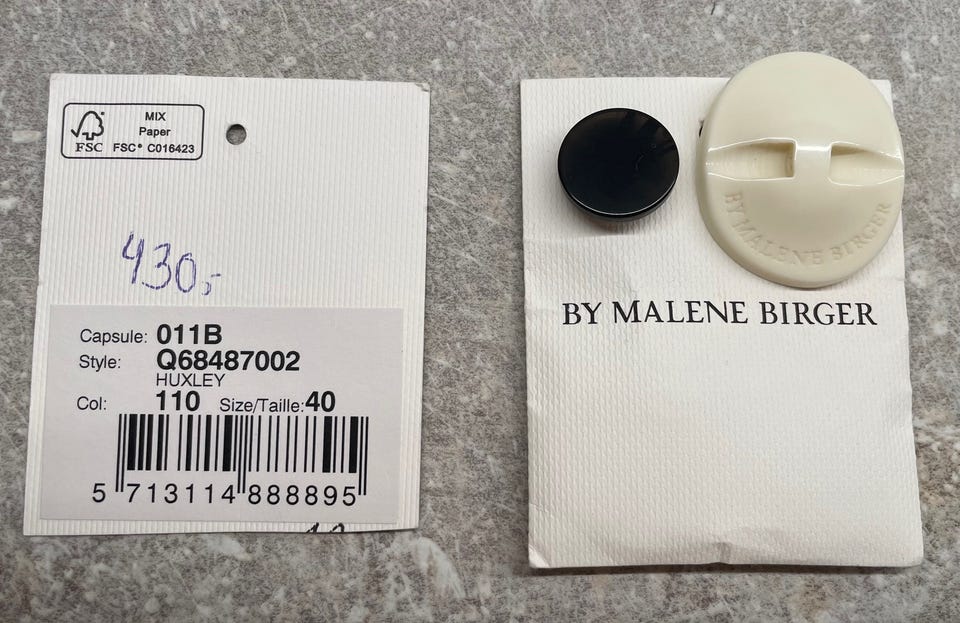 MIX
Paper
FSC® C016423
FSC
430,-
Capsule: 011B
Style: Q68487002
HUXLEY
Col: 110 Size/Taille: 40
5 713114 888895
BY MALENE BIRGER
BY MALENE BIRGER